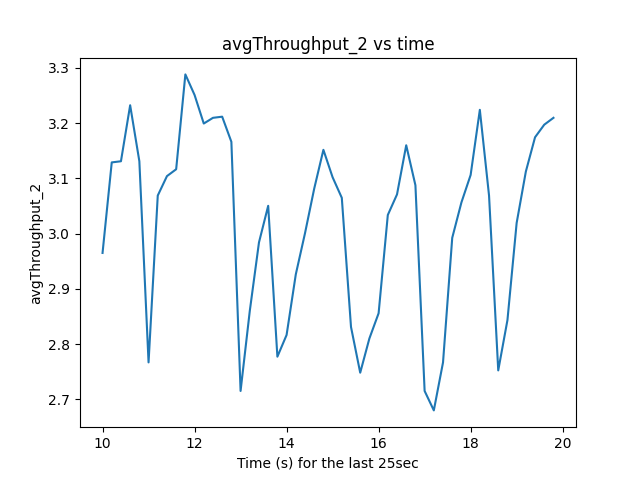 avgThroughput_2 vs time
3.3
3.2
3.1
3.0
2.9
2.8
2.7
avgThroughput_2
10 12 14 16 18 20
Time (s) for the last 25sec